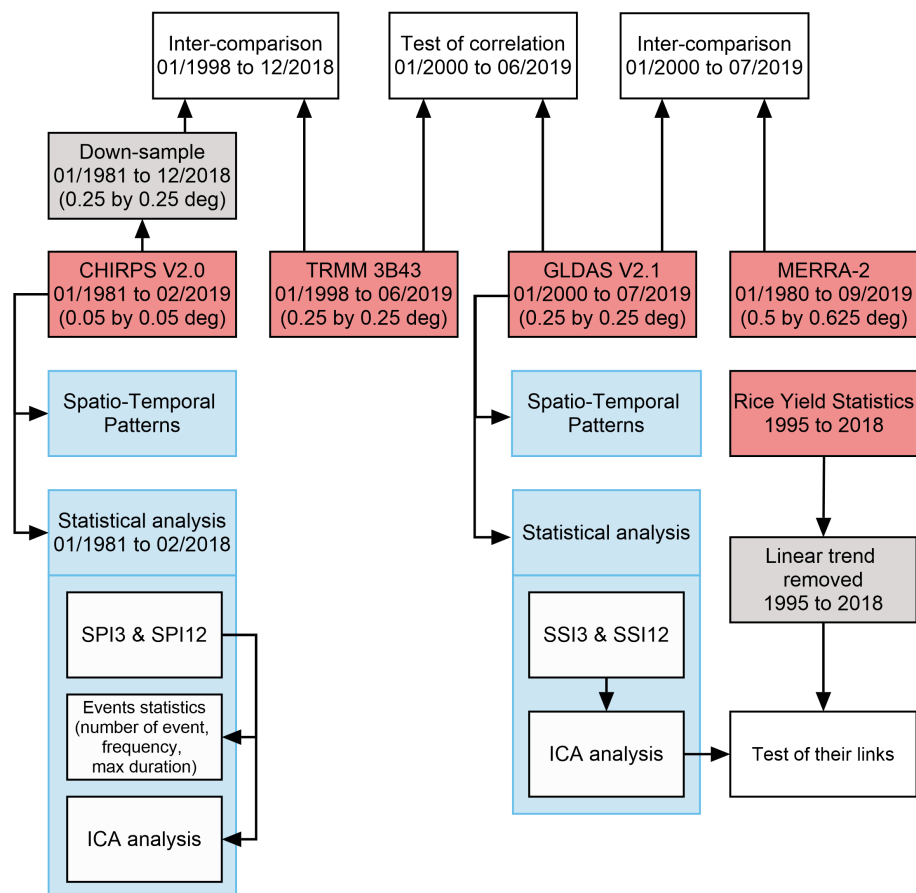 Inter-comparison
01/1998 to 12/2018
Test of correlation
01/2000 to 06/2019
Inter-comparison
01/2000 to 07/2019
Down-sample
01/1981 to 12/2018
(0.25 by 0.25 deg)
CHIRPS V2.0
01/1981 to 02/2019
(0.05 by 0.05 deg)
TRMM 3B43
01/1998 to 06/2019
(0.25 by 0.25 deg)
GLDAS V2.1
01/2000 to 07/2019
(0.25 by 0.25 deg)
MERRA-2
01/1980 to 09/2019
(0.5 by 0.625 deg)
Spatio-Temporal
Patterns
Spatio-Temporal
Patterns
Rice Yield Statistics
1995 to 2018
Statistical analysis
01/1981 to 02/2018
Statistical analysis
Linear trend
removed
1995 to 2018
SPI3 & SPI12
SSI3 & SSI12
Events statistics
(number of event,
frequency,
max duration)
ICA analysis
Test of their links
ICA analysis